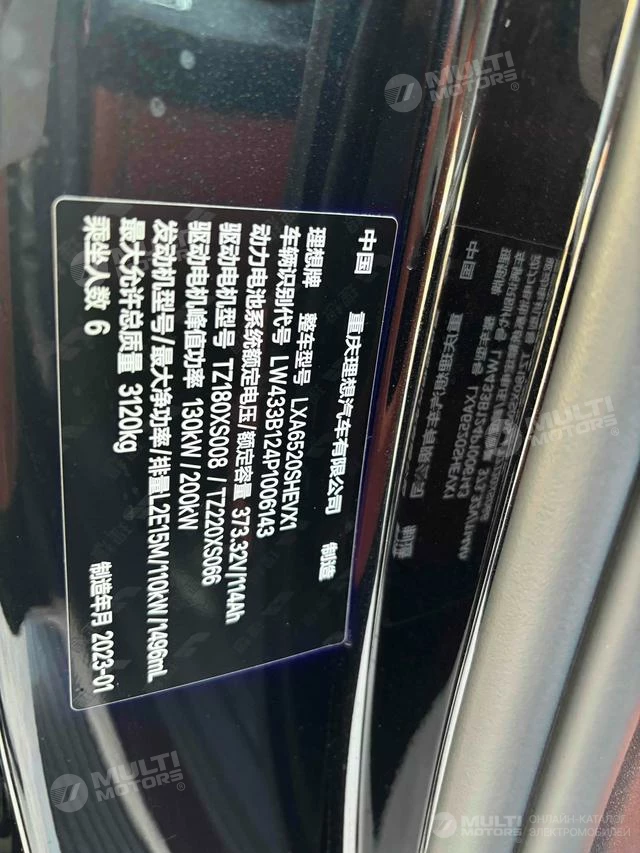 中国 重庆理想汽车有限公司 制造
理想牌 整车型号 LXA6520SHEVX1
车辆识别代号 LW433B124P1006143
动力电池系统额定电压/额定容量 373.32V/114Ah
驱动电机型号 TZ180XS008 / TZ220XS066
驱动电机峰值功率 130kW / 200kW
发动机型号/最大净功率/排量L2E15M/110kW/1496mL
最大允许总质量 3120kg
乘坐人数 6 制造年月 2023-01
MULTI
MOTORS®
MULTI
MOTORS®
MULTI
MOTORS®
ОНЛАЙН-КАТАЛОГ
ЭЛЕКТРОМОБИЛЕЙ